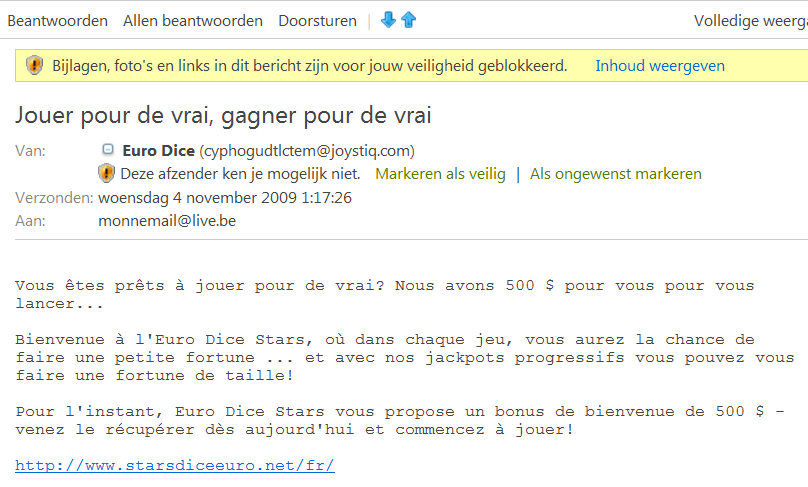 Beantwoorden Allen beantwoorden Doorsturen | Volledige weerga
Bijlagen, foto's en links in dit bericht zijn voor jouw veiligheid geblokkeerd. Inhoud weergeven
Jouer pour de vrai, gagner pour de vrai
Van: Euro Dice (cyphogudtlctem@joystiq.com)
Deze afzender ken je mogelijk niet. Markeren als veilig | Als ongewenst markeren
Verzonden: woensdag 4 november 2009 1:17:26
Aan: monnemail@live.be
Vous êtes prêts à jouer pour de vrai? Nous avons 500 $ pour vous pour vous
lancer...
Bienvenue à l'Euro Dice Stars, où dans chaque jeu, vous aurez la chance de
faire une petite fortune ... et avec nos jackpots progressifs vous pouvez vous
faire une fortune de taille!
Pour l'instant, Euro Dice Stars vous propose un bonus de bienvenue de 500 $ -
venez le récupérer dès aujourd'hui et commencez à jouer!
http://www.starsdiceeuro.net/fr/